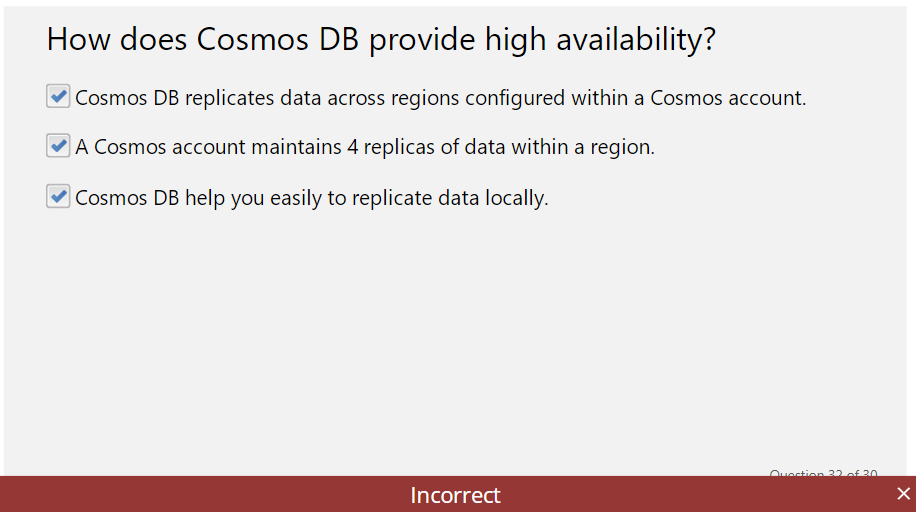 How does Cosmos DB provide high availability?
Cosmos DB replicates data across regions configured within a Cosmos account.
A Cosmos account maintains 4 replicas of data within a region.
Cosmos DB help you easily to replicate data locally.
Question 32 of 30
Incorrect